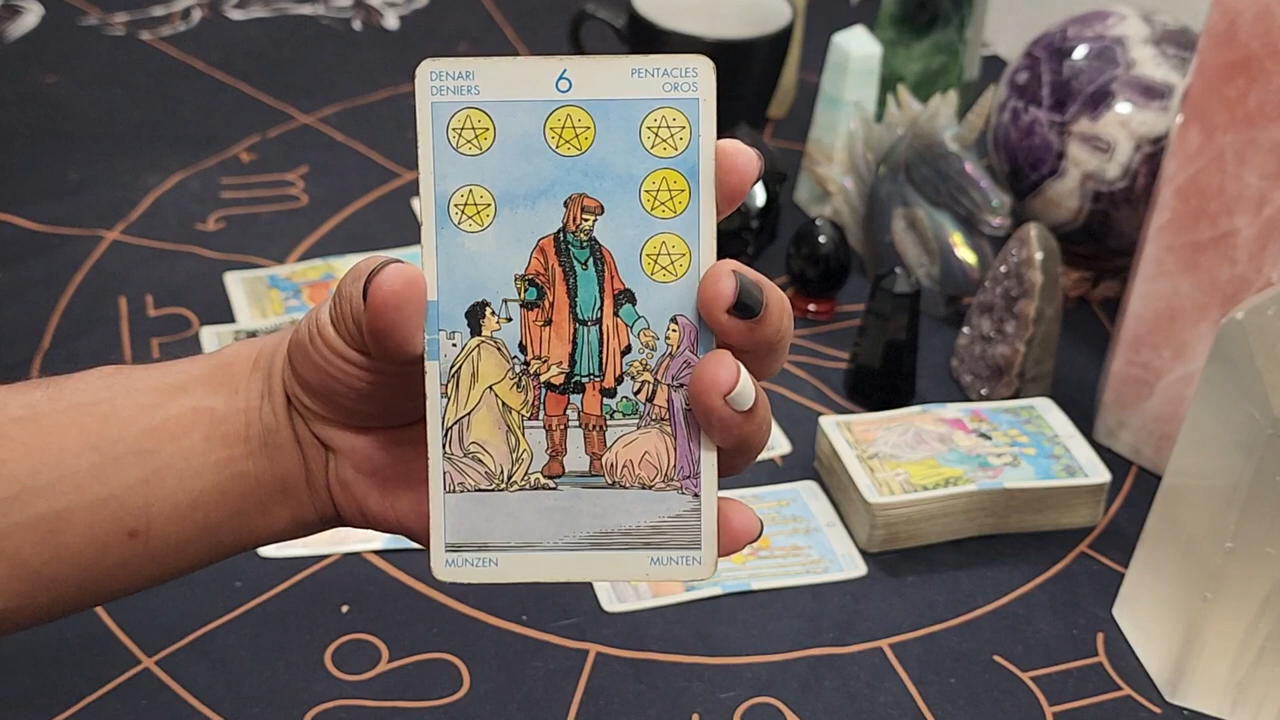 DENARI
DENIERS
6
PENTACLES
OROS
MÜNZEN
MUNTEN